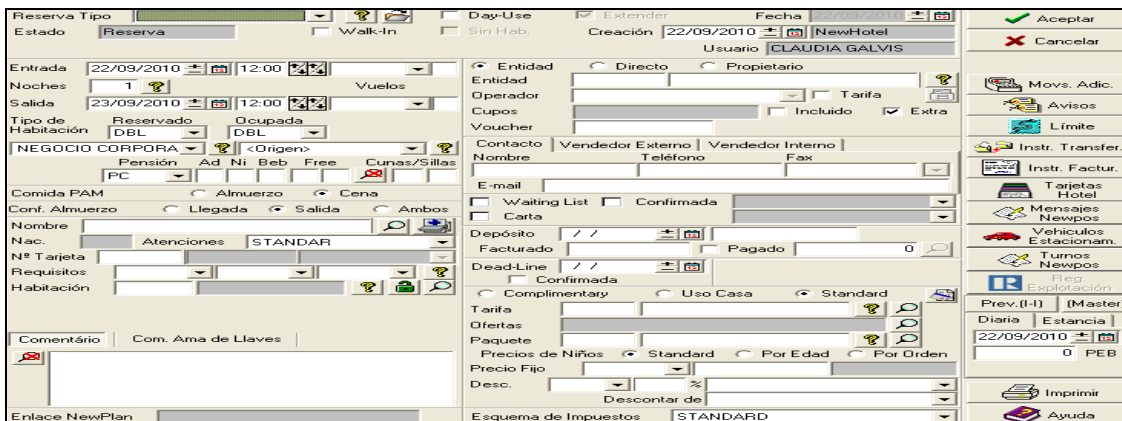 Reserva Tipo
Estado Reserva Walk-In
Entrada 22/09/2010 12:00
Noches 1 Vuelos
Salida 23/09/2010 12:00
Tipo de Habitación Reservado Ocupada
DBL DBL
NEGOCIO CORPORA <Origen>
Pensión Ad Ni Beb Free Cunas/Sillas
PC
Comida PAM Almuerzo Cena
Conf. Almuerzo Llegada Salida Ambos
Nombre
Nac. Atenciones STANDAR
Nº Tarjeta
Requisitos
Habitación
Comentário Com. Ama de Llaves
Enlace NewPlan
Day-Use Extender Fecha 22/09/2010
Sin Hab. Creación 22/09/2010 NewHotel
Usuario CLAUDIA GALVIS
Entidad Directo Propietario
Entidad
Operador Tarifa
Cupos Incluido Extra
Voucher
Contacto Vendedor Externo Vendedor Interno
Nombre Teléfono Fax
E-mail
Waiting List Confirmada
Carta
Depósito / /
Facturado Pagado 0
Dead-Line / /
Confirmada
Complimentary Uso Casa Standard
Tarifa
Ofertas
Paquete
Precios de Niños Standard Por Edad Por Orden
Precio Fijo
Desc. %
Descontar de
Esquema de Impuestos STANDARD
Aceptar
Cancelar
Movs. Adic.
Avisos
Límite
Instr. Transfer.
Instr. Factur.
Tarjetas Hotel
Mensajes Newpos
Vehiculos Estacionam.
Turnos Newpos
Reg. Explotación
Prev.(I-I) (Master
Diaria Estancia
22/09/2010
0 PEB
Imprimir
Ayuda